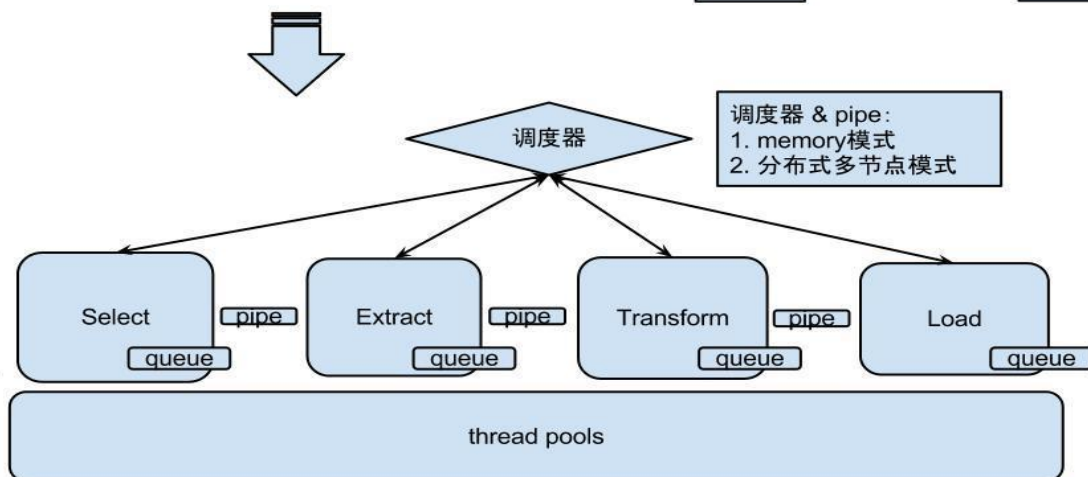 调度器
调度器 & pipe:
1. memory模式
2. 分布式多节点模式
Select
pipe
Extract
pipe
Transform
pipe
Load
queue
queue
queue
queue
thread pools